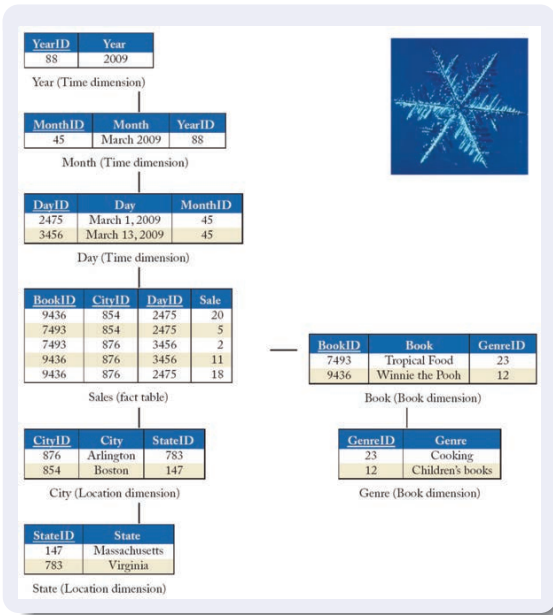 YearID Year
88 2009
Year (Time dimension)
MonthID Month YearID
45 March 2009 88
Month (Time dimension)
DayID Day MonthID
2475 March 1, 2009 45
3456 March 13, 2009 45
Day (Time dimension)
BookID CityID DayID Sale
9436 854 2475 20
7493 854 2475 5
7493 876 3456 2
9436 876 3456 11
9436 876 2475 18
Sales (fact table)
BookID Book GenreID
7493 Tropical Food 23
9436 Winnie the Pooh 12
Book (Book dimension)
CityID City StateID
876 Arlington 783
854 Boston 147
City (Location dimension)
GenreID Genre
23 Cooking
12 Children's books
Genre (Book dimension)
StateID State
147 Massachusetts
783 Virginia
State (Location dimension)